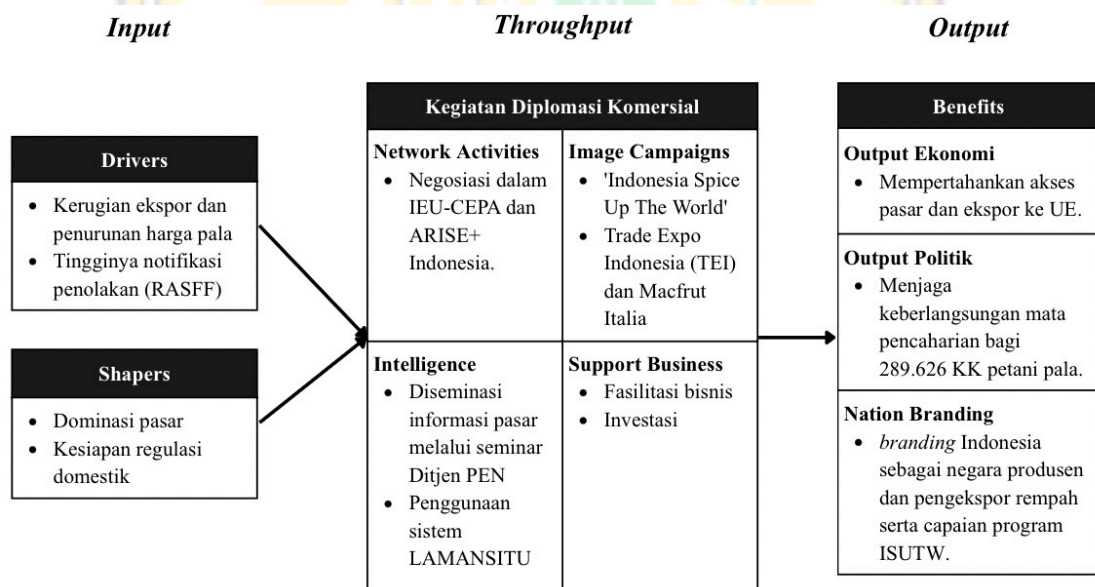 Input
Throughput
Output
Drivers
• Kerugian ekspor dan
penurunan harga pala
• Tingginya notifikasi
penolakan (RASFF)
Shapers
• Dominasi pasar
• Kesiapan regulasi
domestik
Kegiatan Diplomasi Komersial
Network Activities
• Negosiasi dalam
IEU-CEPA dan
ARISE+
Indonesia.
Image Campaigns
• 'Indonesia Spice
Up The World'
• Trade Expo
Indonesia (TEI)
dan Macfrut
Italia
Intelligence
• Diseminasi
informasi pasar
melalui seminar
Ditjen PEN
• Penggunaan
sistem
LAMANSITU
Support Business
• Fasilitasi bisnis
• Investasi
Benefits
Output Ekonomi
• Mempertahankan akses
pasar dan ekspor ke UE.
Output Politik
• Menjaga
keberlangsungan mata
pencaharian bagi
289.626 KK petani pala.
Nation Branding
• branding Indonesia
sebagai negara produsen
dan pengekspor rempah
serta capaian program
ISUTW.